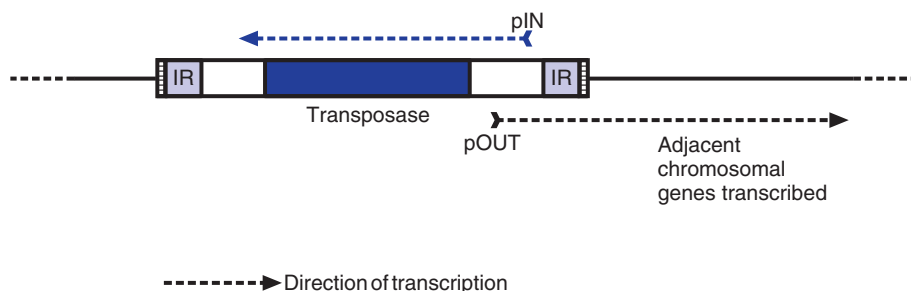 pIN
IR
IR
Transposase
pOUT
Adjacent
chromosomal
genes transcribed
Direction of transcription